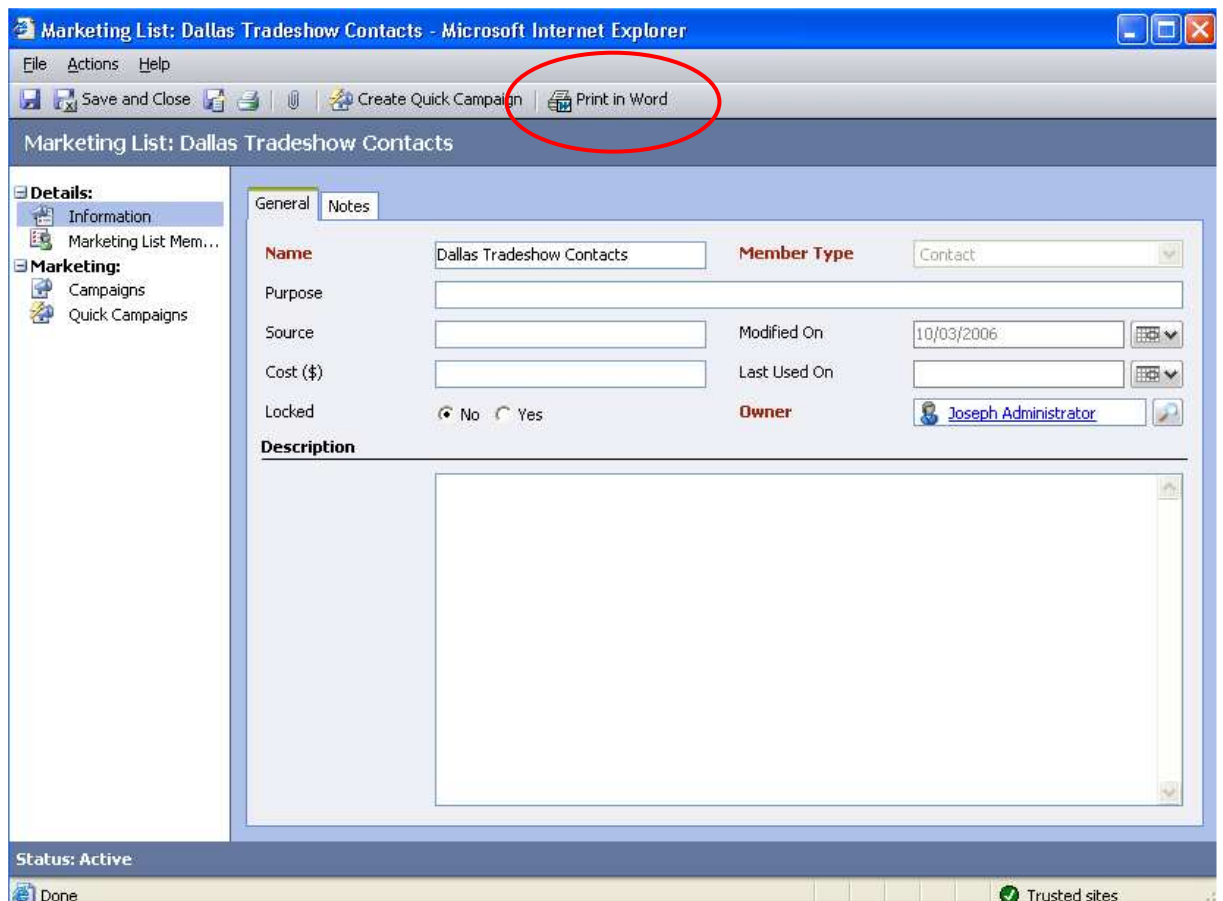 Marketing List: Dallas Tradeshow Contacts - Microsoft Internet Explorer
File Actions Help
Save and Close Create Quick Campaign Print in Word
Marketing List: Dallas Tradeshow Contacts
Details:
Information
Marketing List Mem...
Marketing:
Campaigns
Quick Campaigns
General Notes
Name Dallas Tradeshow Contacts Member Type Contact
Purpose
Source Modified On 10/03/2006
Cost ($) Last Used On
Locked No Yes Owner Joseph Administrator
Description
Status: Active
Done Trusted sites